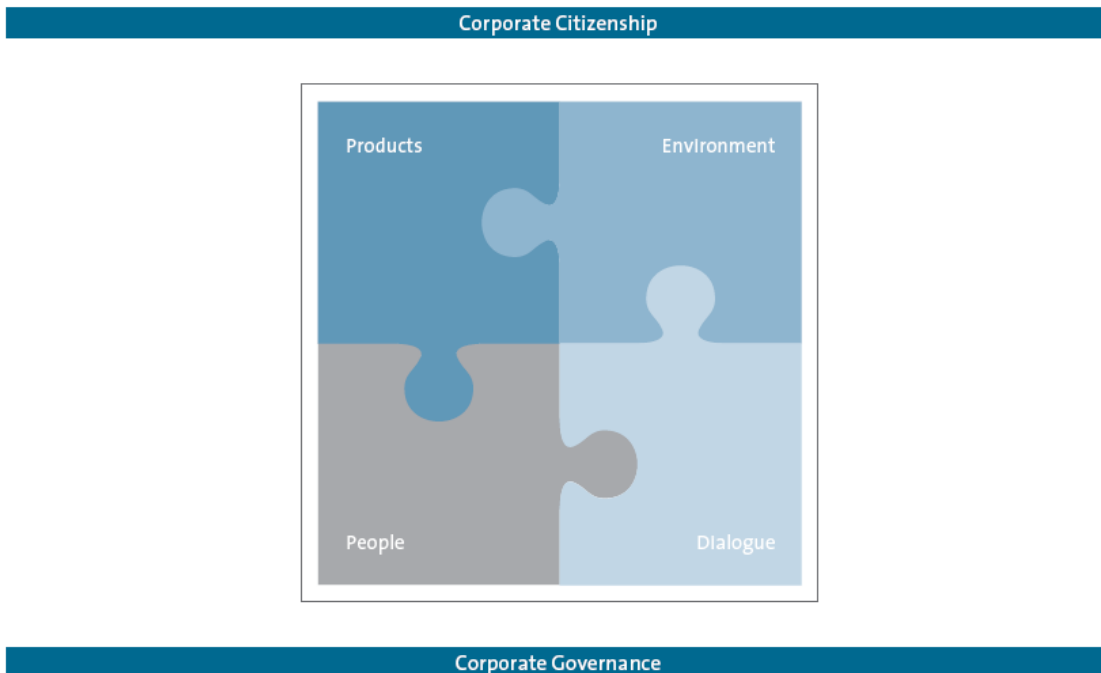 Corporate Citizenship
Products
Environment
People
Dialogue
Corporate Governance